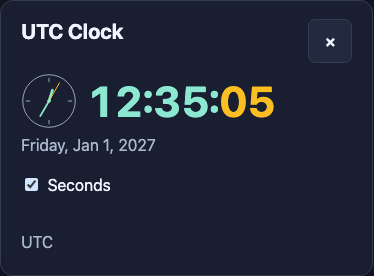 UTC Clock
×
12:35:05
Friday, Jan 1, 2027
Seconds
UTC